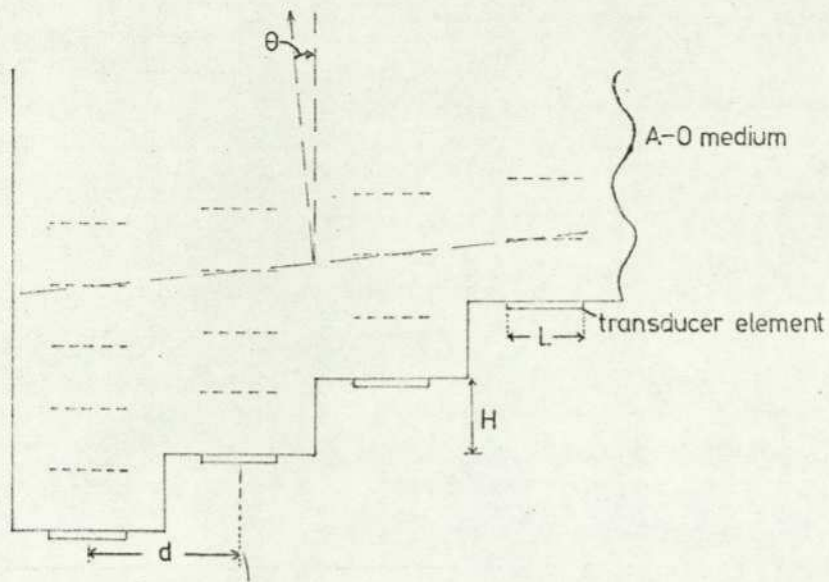 θ
A-O medium
transducer element
L
H
d